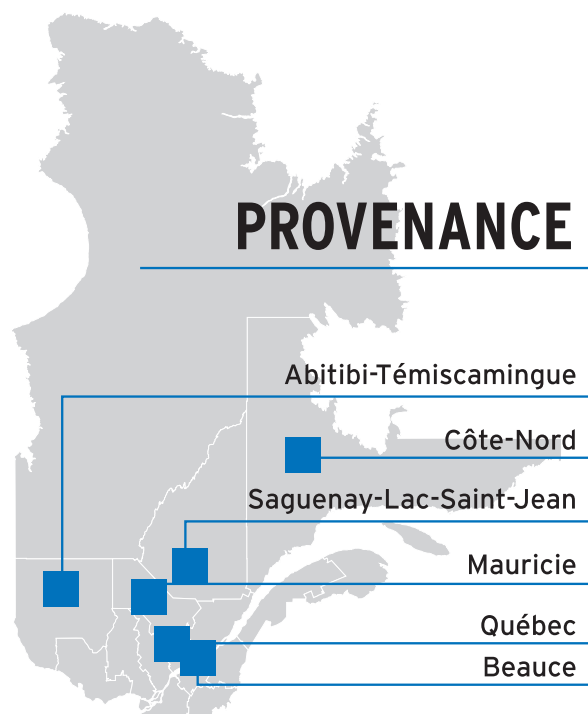 PROVENANCE
Abitibi-Témiscamingue
Côte-Nord
Saguenay-Lac-Saint-Jean
Mauricie
Québec
Beauce